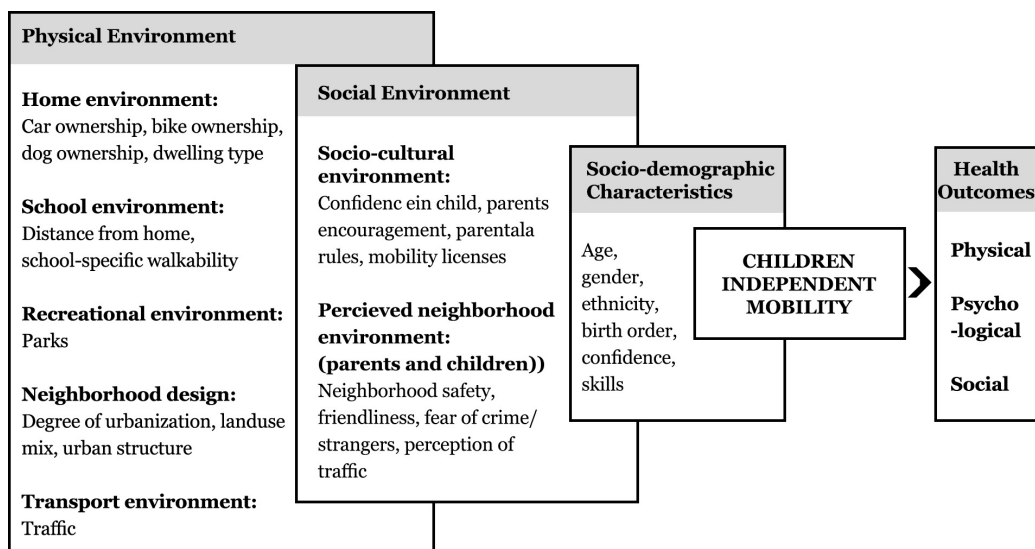 Physical Environment
Home environment:
Car ownership, bike ownership,
dog ownership, dwelling type
School environment:
Distance from home,
school-specific walkability
Recreational environment:
Parks
Neighborhood design:
Degree of urbanization, landuse
mix, urban structure
Transport environment:
Traffic
Social Environment
Socio-cultural
environment:
Confidenc ein child, parents
encouragement, parentala
rules, mobility licenses
Percieved neighborhood
environment:
(parents and children))
Neighborhood safety,
friendliness, fear of crime/
strangers, perception of
traffic
Socio-demographic
Characteristics
Age,
gender,
ethnicity,
birth order,
confidence,
skills
CHILDREN
INDEPENDENT
MOBILITY
Health
Outcomes
Physical
Psycho
-logical
Social